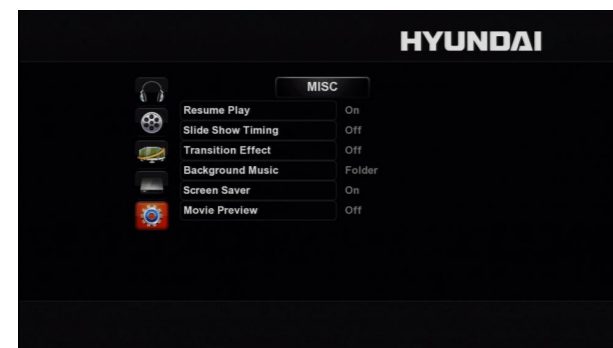 HYUNDAI
MISC
Resume Play On
Slide Show Timing Off
Transition Effect Off
Background Music Folder
Screen Saver On
Movie Preview Off